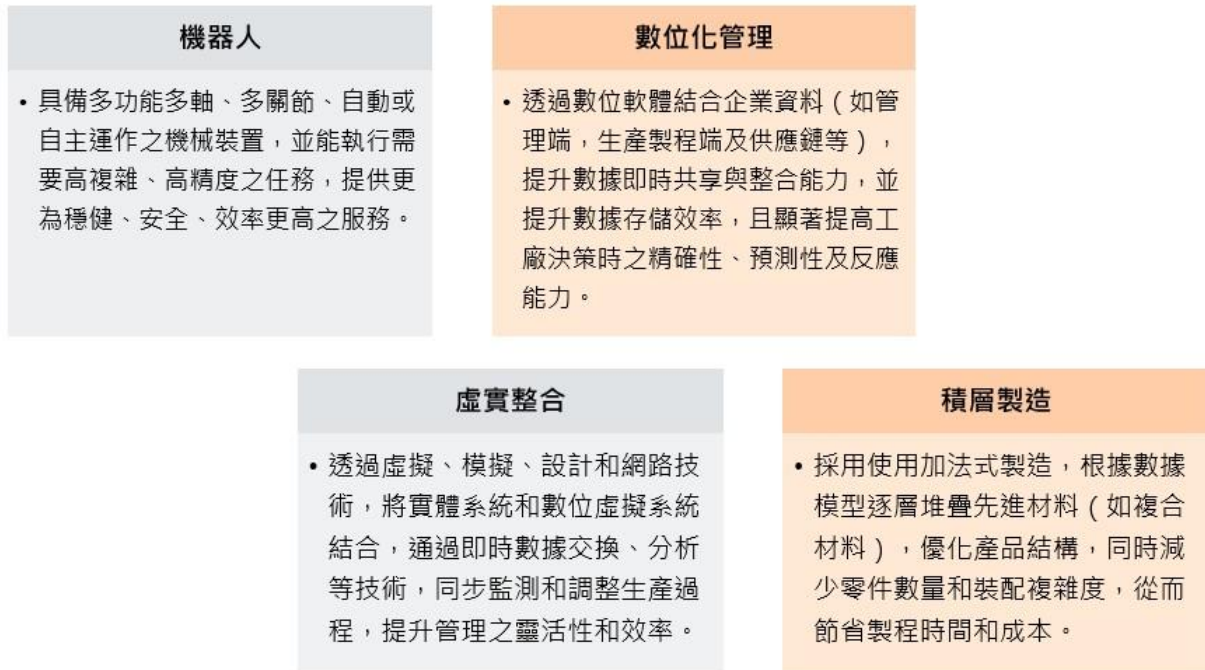 機器人
• 具備多功能多軸、多關節、自動或
自主運作之機械裝置，並能執行需
要高複雜、高精度之任務，提供更
為穩健、安全、效率更高之服務。
數位化管理
• 透過數位軟體結合企業資料（如管
理端，生產製程端及供應鏈等），
提升數據即時共享與整合能力，並
提升數據存儲效率，且顯著提高工
廠決策時之精確性、預測性及反應
能力。
虛實整合
• 透過虛擬、模擬、設計和網路技
術，將實體系統和數位虛擬系統
結合，通過即時數據交換、分析
等技術，同步監測和調整生產過
程，提升管理之靈活性和效率。
積層製造
• 採用使用加法式製造，根據數據
模型逐層堆疊先進材料（如複合
材料），優化產品結構，同時減
少零件數量和裝配複雜度，從而
節省製程時間和成本。